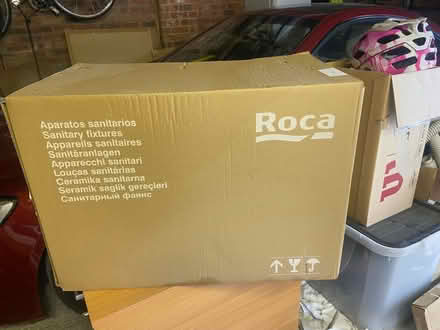 Aparatos sanitarios
Sanitary fixtures
Appareils sanitaires
Sanitäranlagen
Apparecchi sanitari
Louças sanitárias
Ceramika sanitarna
Seramik sağlık gereçleri
Санитарный фаянс
Roca